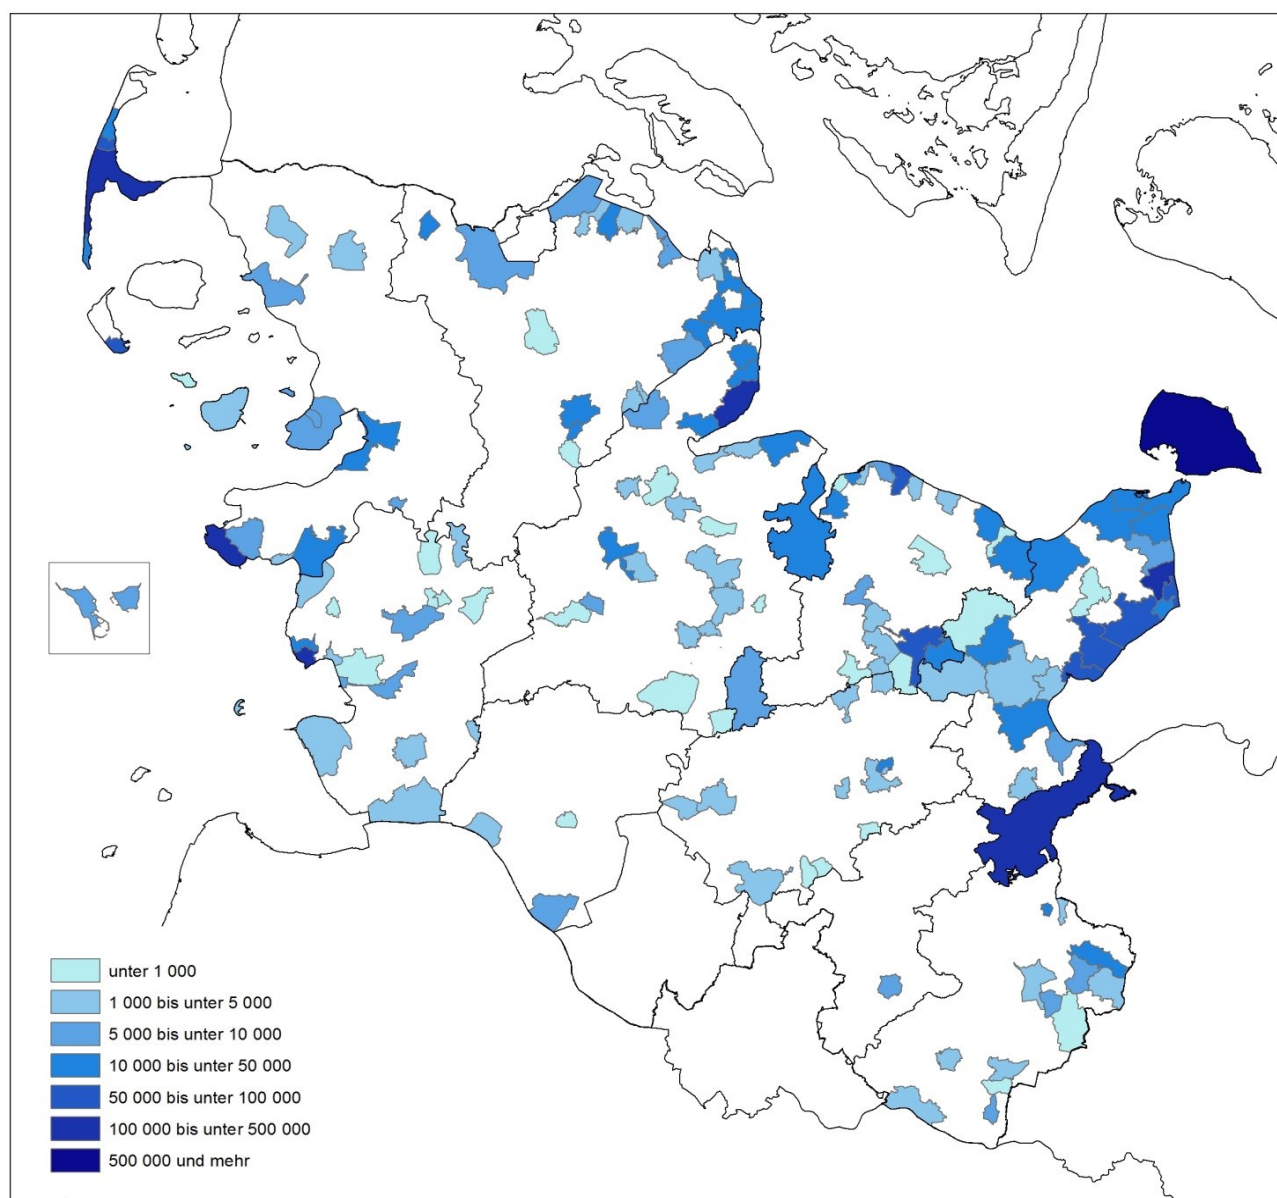 unter 1 000
1 000 bis unter 5 000
5 000 bis unter 10 000
10 000 bis unter 50 000
50 000 bis unter 100 000
100 000 bis unter 500 000
500 000 und mehr